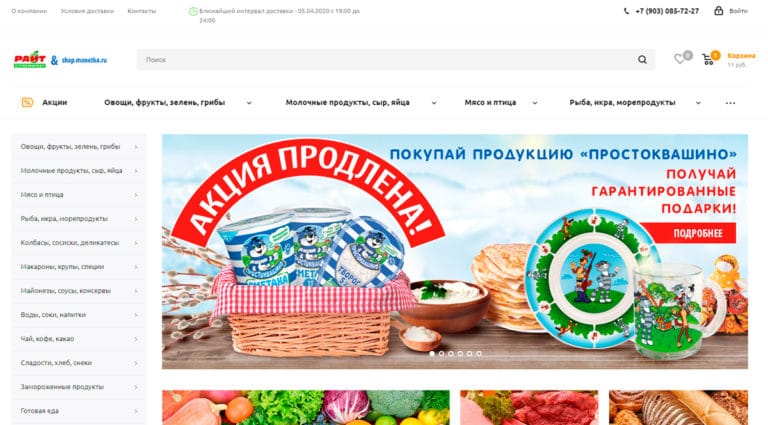 О компании Условия доставки Контакты
Ближайший интервал доставки - 05.04.2020 с 19:00 до
24:00
+7 (903) 085-72-27
Войти
РАЙТ
& shop.monetka.ru
Поиск
0
1
Корзина
11 руб.
Акции
Овощи, фрукты, зелень, грибы
Молочные продукты, сыр, яйца
Мясо и птица
Рыба, икра, морепродукты
Овощи, фрукты, зелень, грибы
Молочные продукты, сыр, яйца
Мясо и птица
Рыба, икра, морепродукты
Колбасы, сосиски, деликатесы
Макароны, крупы, специи
Майонезы, соусы, консервы
Воды, соки, напитки
Чай, кофе, какао
Сладости, хлеб, снеки
Замороженные продукты
Готовая еда
АКЦИЯ ПРОДЛЕНА!
ПОКУПАЙ ПРОДУКЦИЮ «ПРОСТОКВАШИНО»
ПОЛУЧАЙ
ГАРАНТИРОВАННЫЕ
ПОДАРКИ!
ПОДРОБНЕЕ
ПРОСТОКВАШИНО
СМЕТАНА
ТВОРОГ